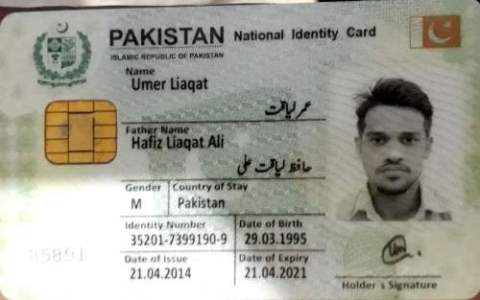 PAKISTAN National Identity Card
ISLAMIC REPUBLIC OF PAKISTAN
Name
Umer Liaqat
عمر لیاقت
Father Name
Hafiz Liaqat Ali
حافظ لیاقت علی
Gender Country of Stay
M Pakistan
Identity Number Date of Birth
35201-7399190-9 29.03.1995
Date of Issue Date of Expiry
21.04.2014 21.04.2021
Holder's Signature